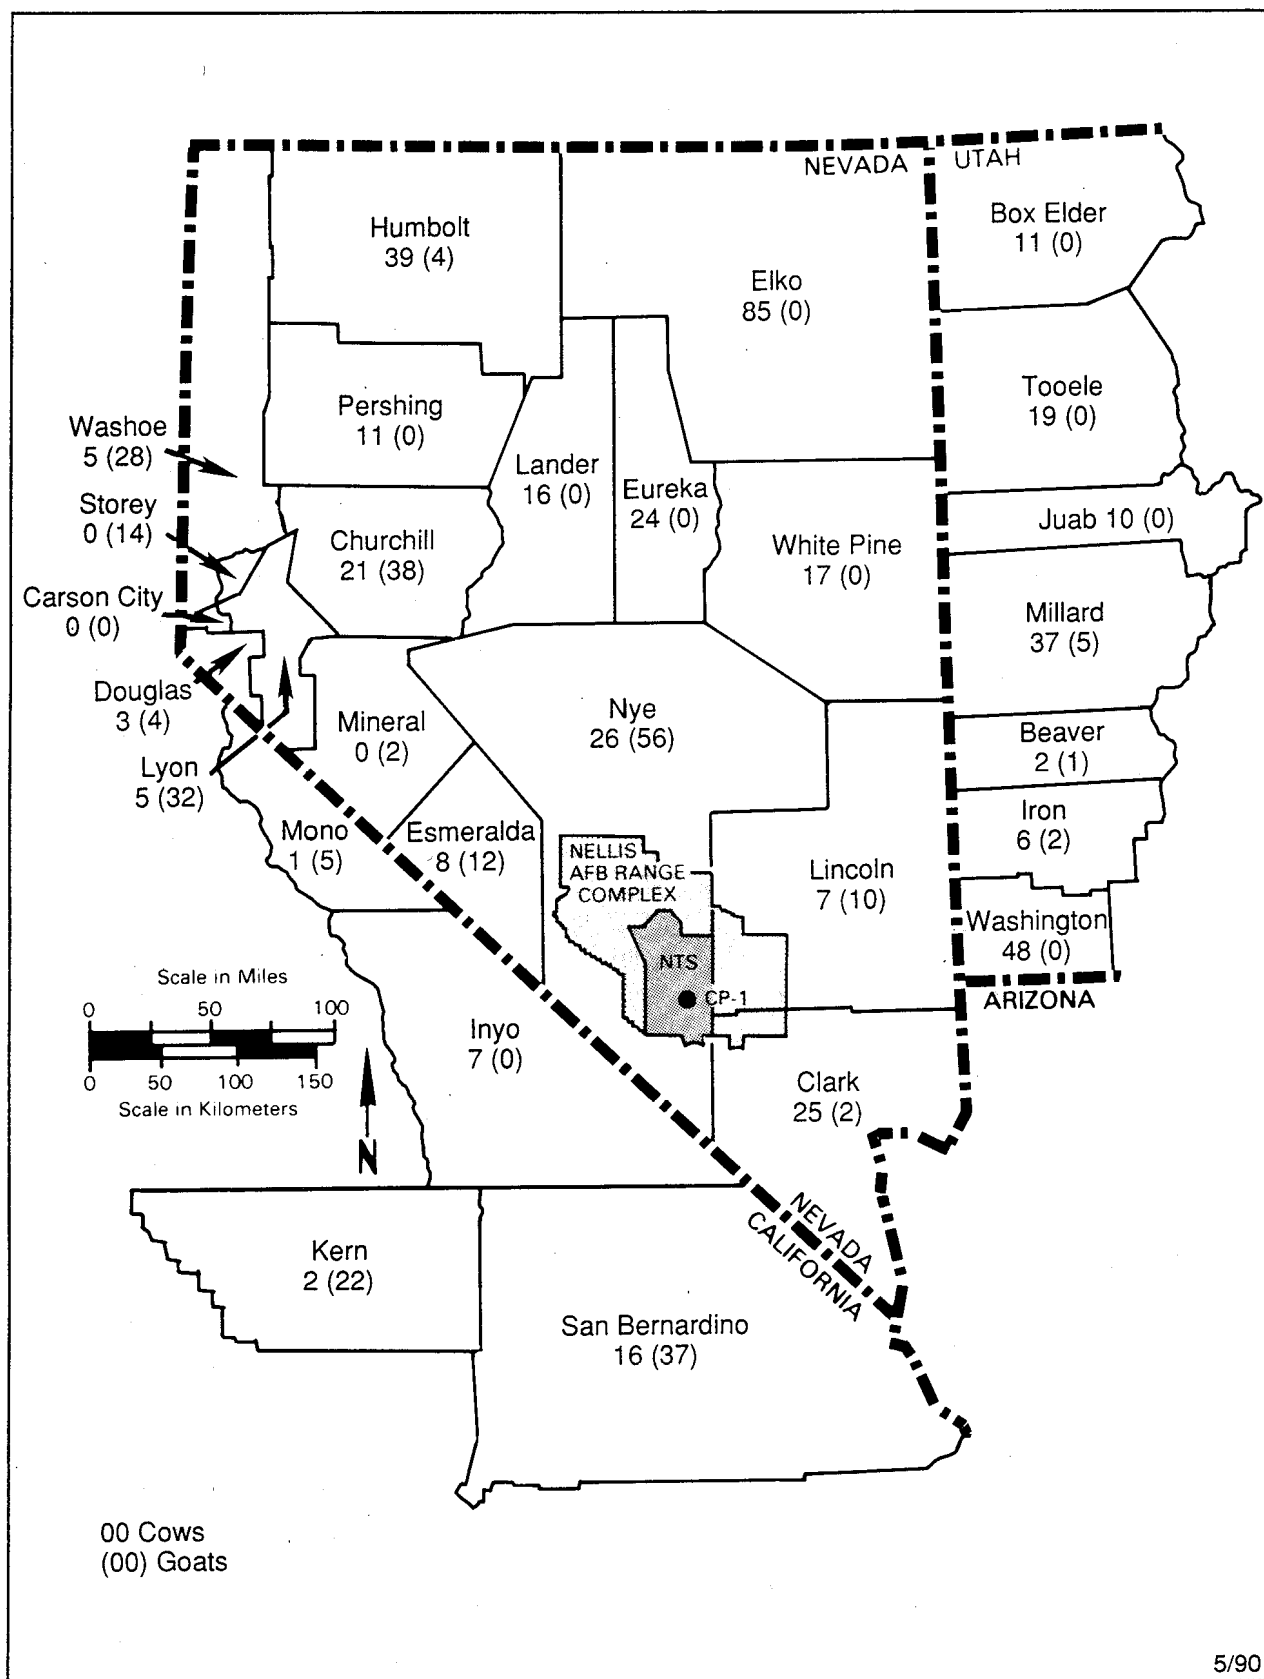 NEVADA
UTAH
Humbolt
39 (4)
Elko
85 (0)
Box Elder
11 (0)
Pershing
11 (0)
Tooele
19 (0)
Washoe
5 (28)
Lander
16 (0)
Eureka
24 (0)
Storey
0 (14)
Churchill
21 (38)
White Pine
17 (0)
Juab 10 (0)
Carson City
0 (0)
Millard
37 (5)
Douglas
3 (4)
Mineral
0 (2)
Nye
26 (56)
Beaver
2 (1)
Lyon
5 (32)
Mono
1 (5)
Esmeralda
8 (12)
Iron
6 (2)
NELLIS
AFB RANGE
COMPLEX
Lincoln
7 (10)
Washington
48 (0)
NTS
CP-1
ARIZONA
Scale in Miles
0 50 100
0 50 100 150
Scale in Kilometers
N
Inyo
7 (0)
Clark
25 (2)
NEVADA
CALIFORNIA
Kern
2 (22)
San Bernardino
16 (37)
00 Cows
(00) Goats
5/90